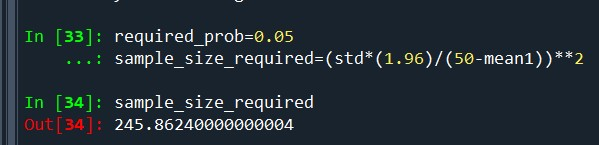 In [33]: required_prob=0.05
...: sample_size_required=(std*(1.96)/(50-mean1))**2
In [34]: sample_size_required
Out[34]: 245.86240000000004